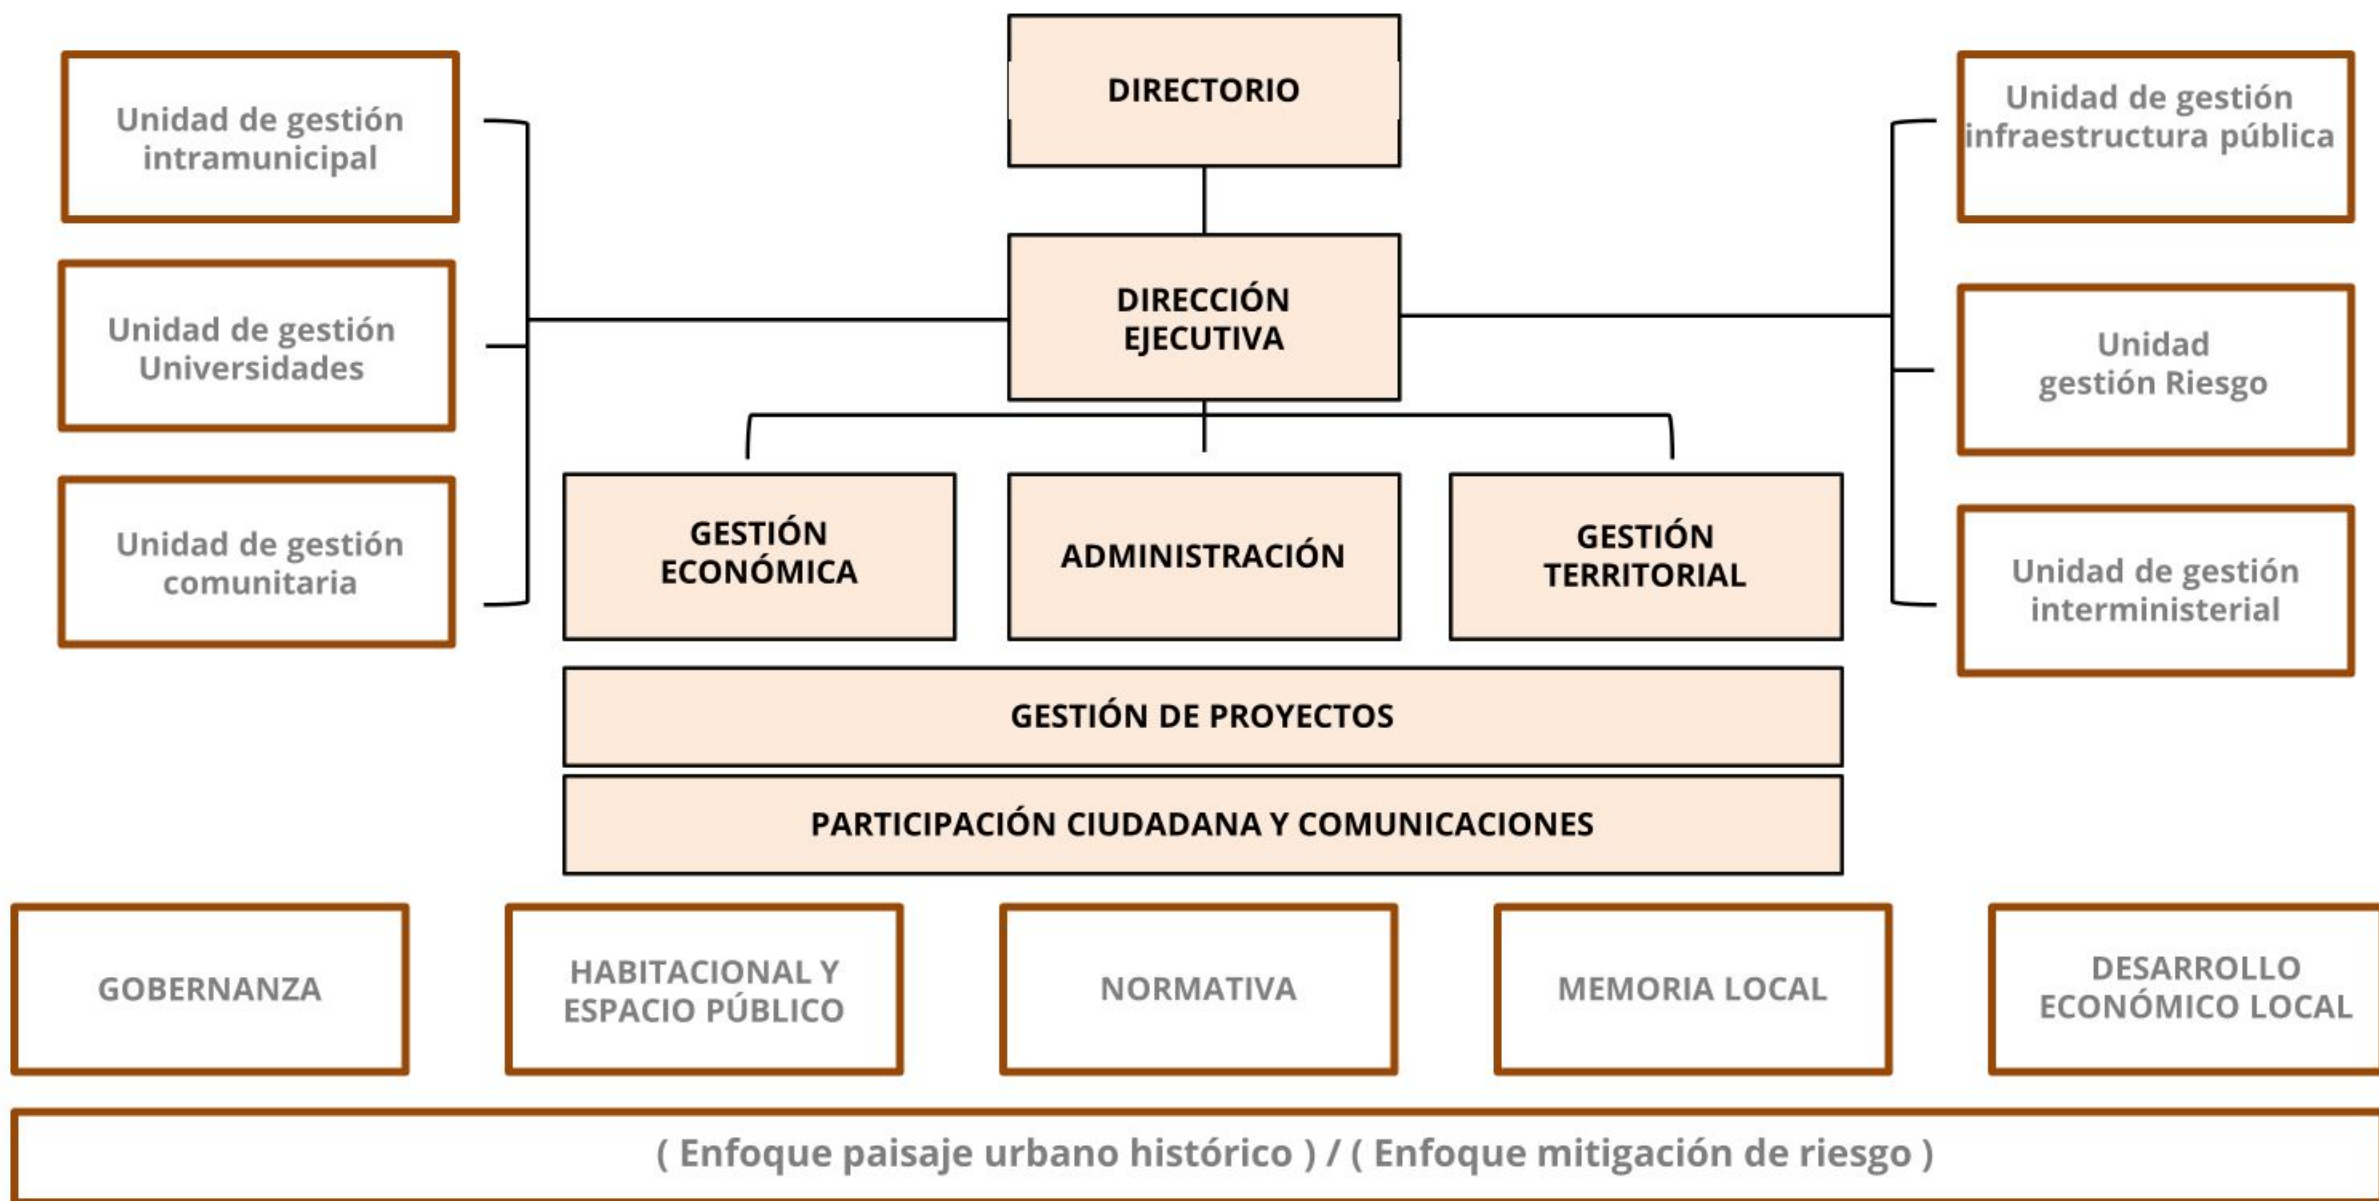 DIRECTORIO
Unidad de gestión
intramunicipal
Unidad de gestión
infraestructura pública
DIRECCIÓN
EJECUTIVA
Unidad de gestión
Universidades
Unidad
gestión Riesgo
Unidad de gestión
comunitaria
GESTIÓN
ECONÓMICA
ADMINISTRACIÓN
GESTIÓN
TERRITORIAL
Unidad de gestión
interministerial
GESTIÓN DE PROYECTOS
PARTICIPACIÓN CIUDADANA Y COMUNICACIONES
GOBERNANZA
HABITACIONAL Y
ESPACIO PÚBLICO
NORMATIVA
MEMORIA LOCAL
DESARROLLO
ECONÓMICO LOCAL
( Enfoque paisaje urbano histórico ) / ( Enfoque mitigación de riesgo )